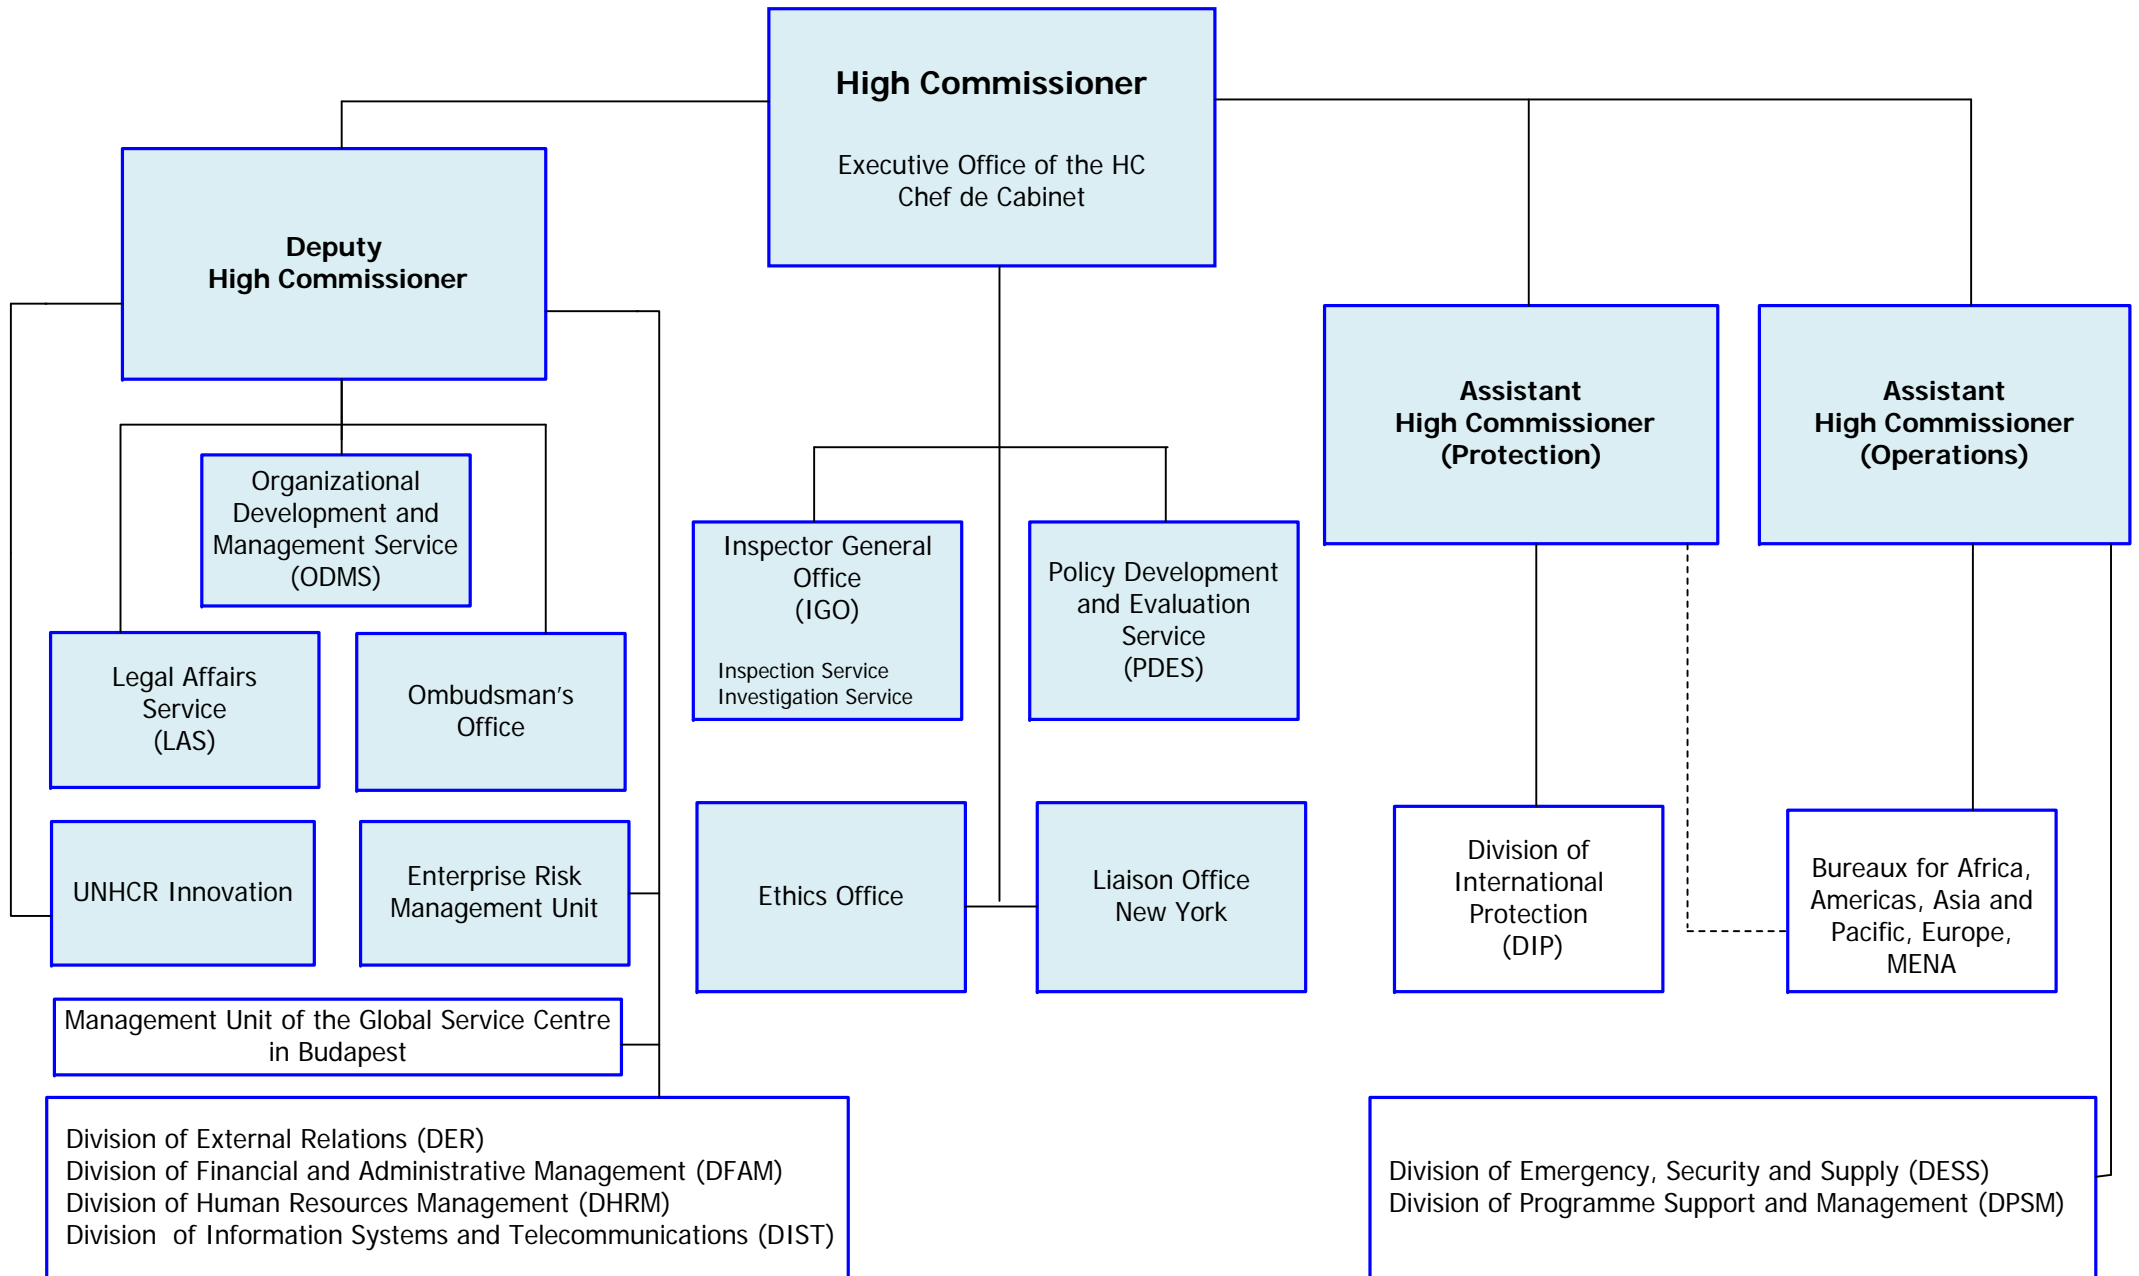 High Commissioner
Executive Office of the HC
Chef de Cabinet
Deputy
High Commissioner
Assistant
High Commissioner
(Protection)
Assistant
High Commissioner
(Operations)
Organizational
Development and
Management Service
(ODMS)
Legal Affairs
Service
(LAS)
Ombudsman’s
Office
Inspector General
Office
(IGO)
Inspection Service
Investigation Service
Policy Development
and Evaluation
Service
(PDES)
UNHCR Innovation
Enterprise Risk
Management Unit
Ethics Office
Liaison Office
New York
Division of
International
Protection
(DIP)
Bureaux for Africa,
Americas, Asia and
Pacific, Europe,
MENA
Management Unit of the Global Service Centre
in Budapest
Division of External Relations (DER)
Division of Financial and Administrative Management (DFAM)
Division of Human Resources Management (DHRM)
Division  of Information Systems and Telecommunications (DIST)
Division of Emergency, Security and Supply (DESS)
Division of Programme Support and Management (DPSM)